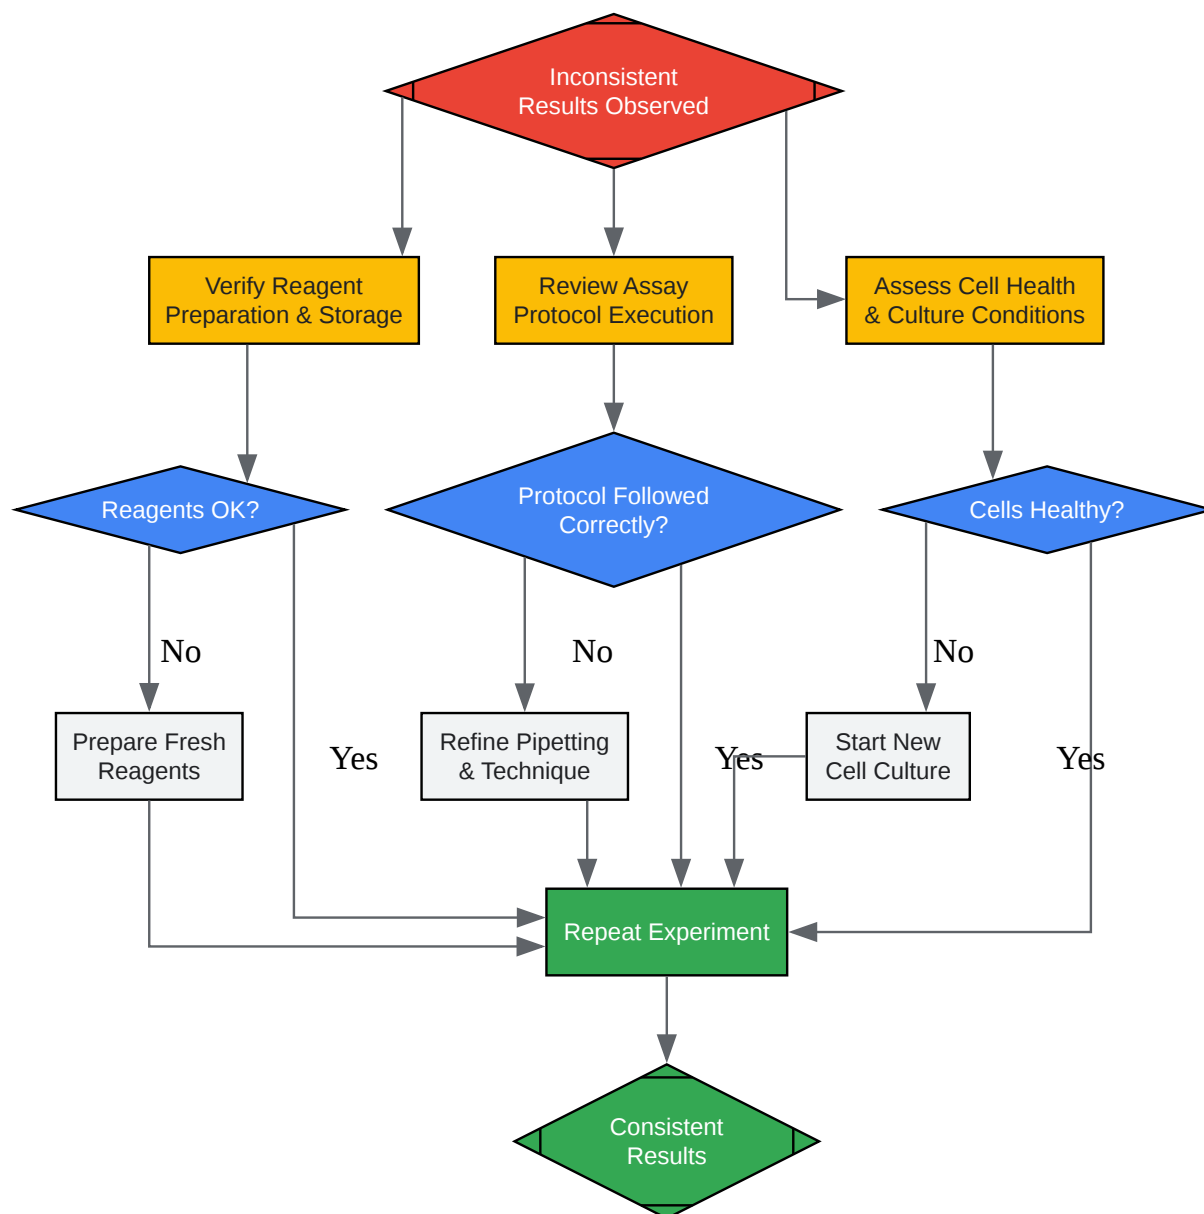 Inconsistent
Results Observed
Verify Reagent
Preparation & Storage
Review Assay
Protocol Execution
Assess Cell Health
& Culture Conditions
Reagents OK?
Protocol Followed
Correctly?
Cells Healthy?
No
No
No
Prepare Fresh
Reagents
Yes
Refine Pipetting
& Technique
Yes
Start New
Cell Culture
Yes
Repeat Experiment
Consistent
Results